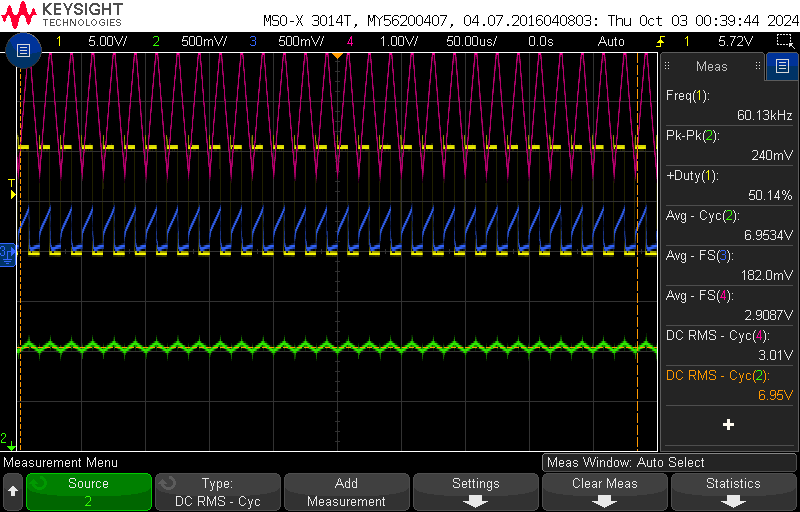 KEYSIGHT
TECHNOLOGIES
MSO-X 3014T, MY56200407, 04.07.2016040803: Thu Oct 03 00:39:44 2024
1 5.00V/ 2 500mV/ 3 500mV/ 4 1.00V/ 50.00us/ 0.0s Auto 1 5.72V
Meas
Freq(1):
60.13kHz
Pk-Pk(2):
240mV
+Duty(1):
50.14%
Avg - Cyc(2):
6.9534V
Avg - FS(3):
182.0mV
Avg - FS(4):
2.9087V
DC RMS - Cyc(4):
3.01V
DC RMS - Cyc(2):
6.95V
+
T
3
2
Measurement Menu
Meas Window: Auto Select
Source
2
Type:
DC RMS - Cyc
Add
Measurement
Settings
Clear Meas
Statistics